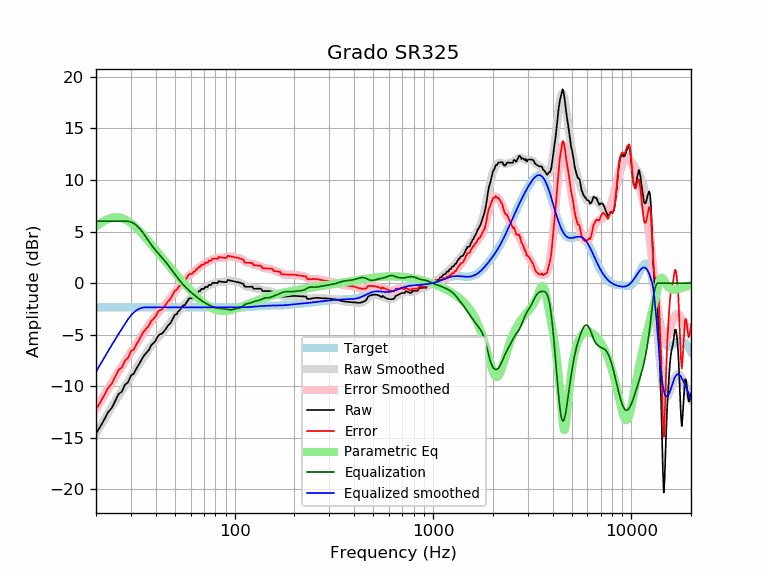 Grado SR325
Amplitude (dBr)
20
15
10
5
0
−5
−10
−15
−20
Target
Raw Smoothed
Error Smoothed
Raw
Error
Parametric Eq
Equalization
Equalized smoothed
100
1000
10000
Frequency (Hz)